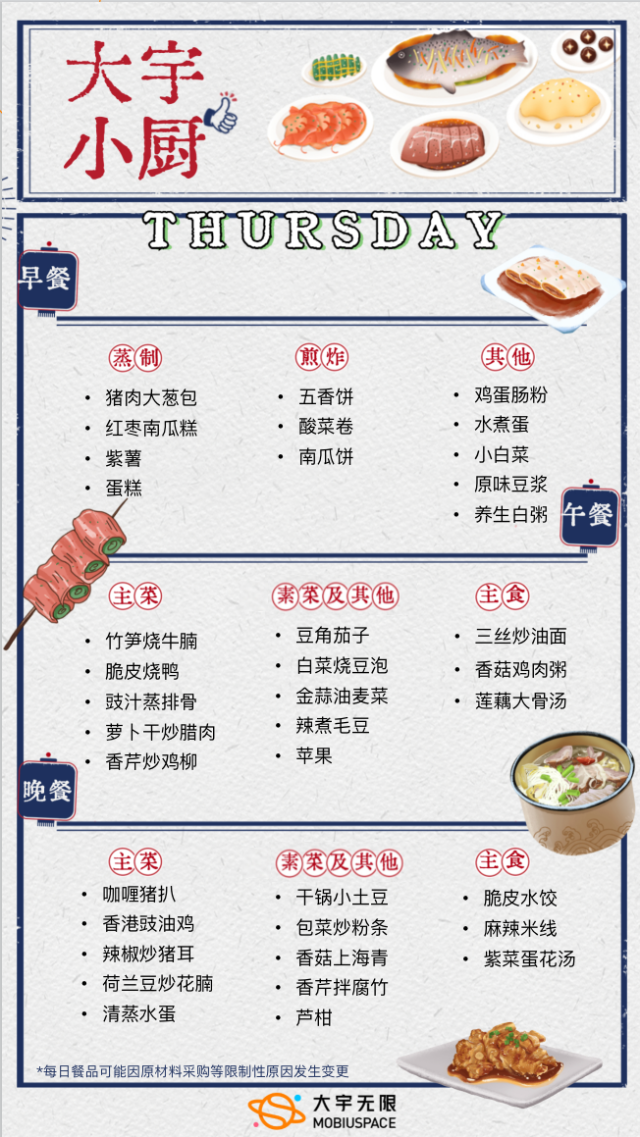 大宇
小厨
THURSDAY
早餐
蒸制
猪肉大葱包
红枣南瓜糕
紫薯
蛋糕
煎炸
五香饼
酸菜卷
南瓜饼
其他
鸡蛋肠粉
水煮蛋
小白菜
原味豆浆
养生白粥
午餐
主菜
竹笋烧牛腩
脆皮烧鸭
豉汁蒸排骨
萝卜干炒腊肉
香芹炒鸡柳
素菜及其他
豆角茄子
白菜烧豆泡
金蒜油麦菜
辣煮毛豆
苹果
主食
三丝炒油面
香菇鸡肉粥
莲藕大骨汤
晚餐
主菜
咖喱猪扒
香港豉油鸡
辣椒炒猪耳
荷兰豆炒花腩
清蒸水蛋
素菜及其他
干锅小土豆
包菜炒粉条
香菇上海青
香芹拌腐竹
芦柑
主食
脆皮水饺
麻辣米线
紫菜蛋花汤
*每日餐品可能因原材料采购等限制性原因发生变更
大宇无限
MOBIUSPACE